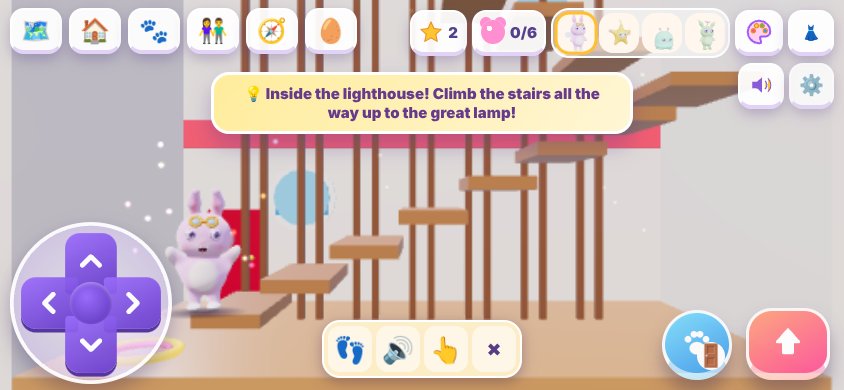 2
0/6
💡 Inside the lighthouse! Climb the stairs all the
way up to the great lamp!